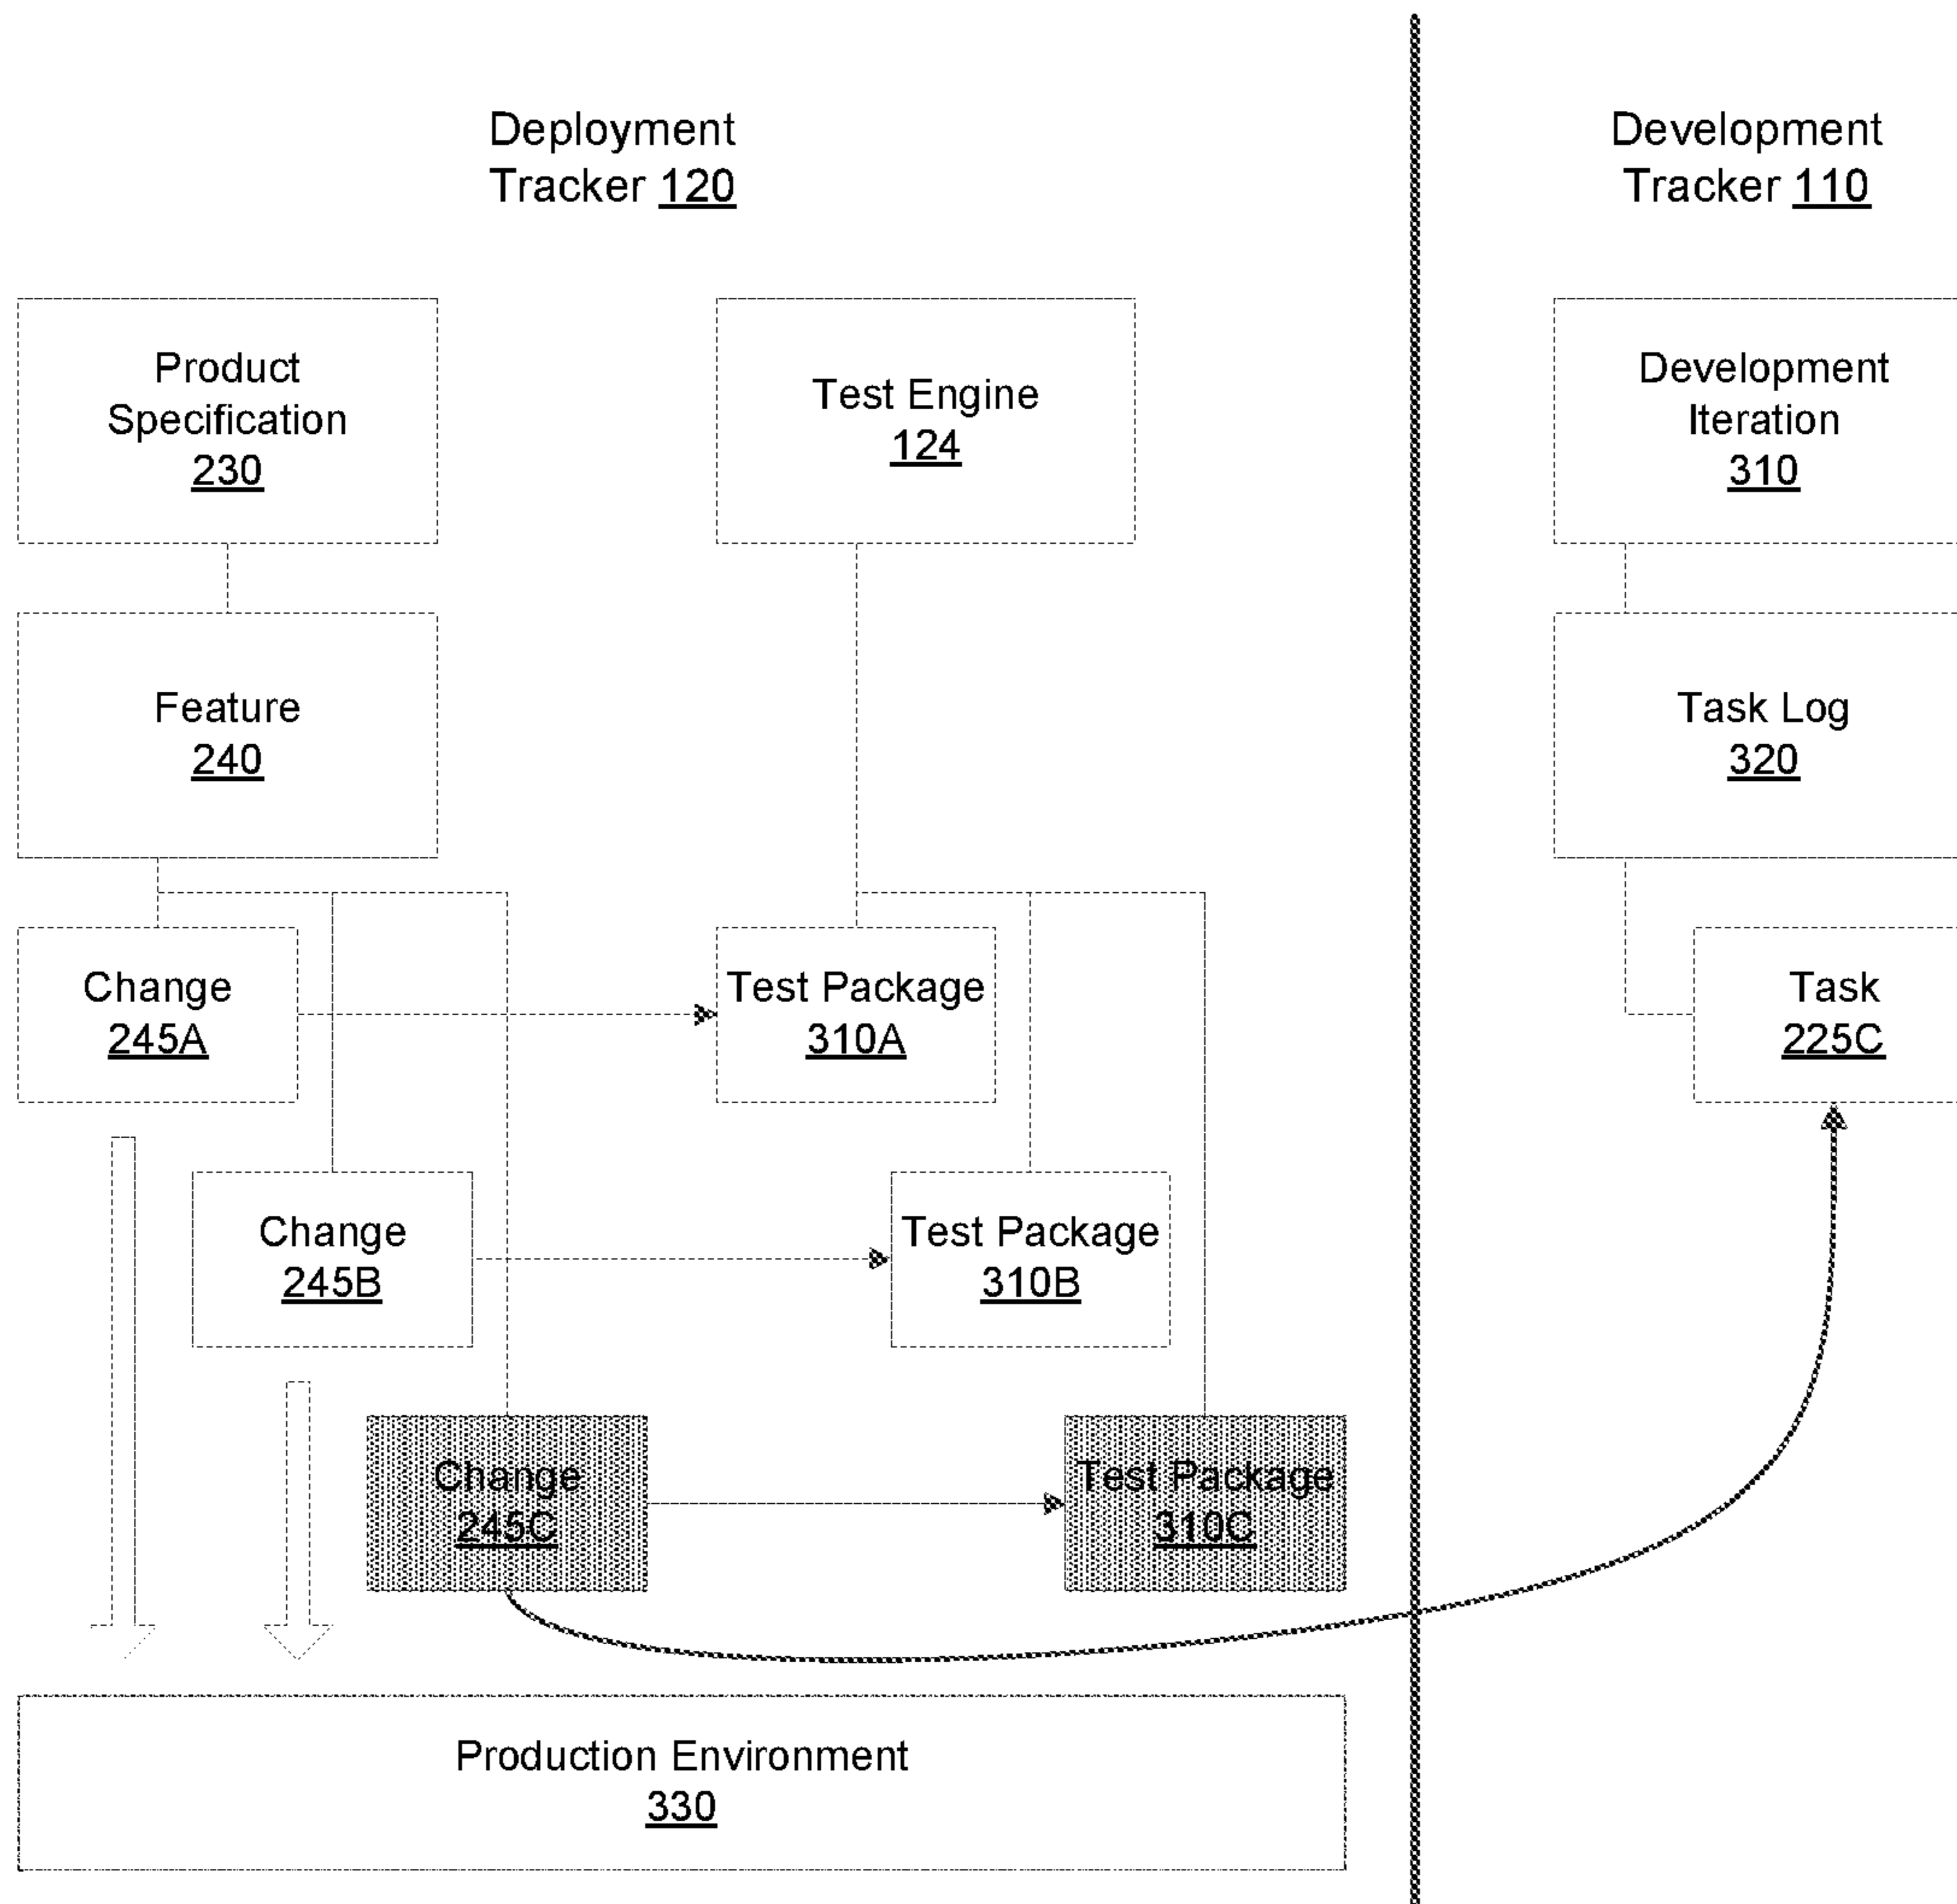 Deployment
Tracker 120
Development
Tracker 110
Product
Specification
230
Test Engine
124
Development
Iteration
310
Feature
240
Task Log
320
Change
245A
Test Package
310A
Task
225C
Change
245B
Test Package
310B
Change
245C
Test Package
310C
Production Environment
330